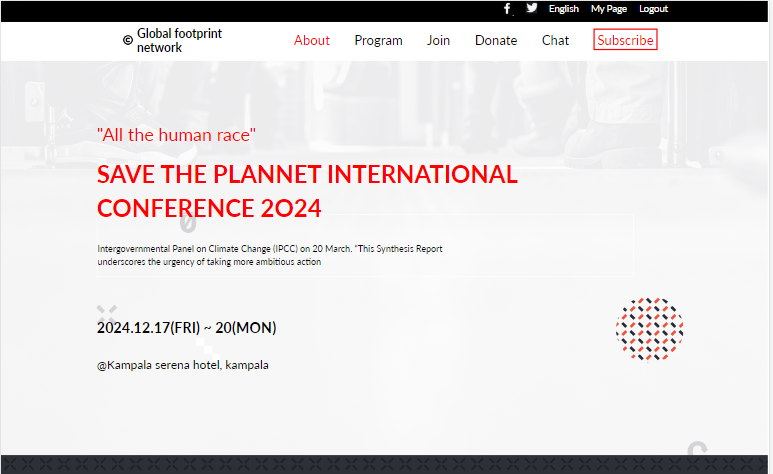 English My Page Logout
© Global footprint
network
About Program Join Donate Chat Subscribe
"All the human race"
SAVE THE PLANNET INTERNATIONAL
CONFERENCE 2O24
Intergovernmental Panel on Climate Change (IPCC) on 20 March. "This Synthesis Report
underscores the urgency of taking more ambitious action
2024.12.17(FRI) ~ 20(MON)
@Kampala serena hotel, kampala